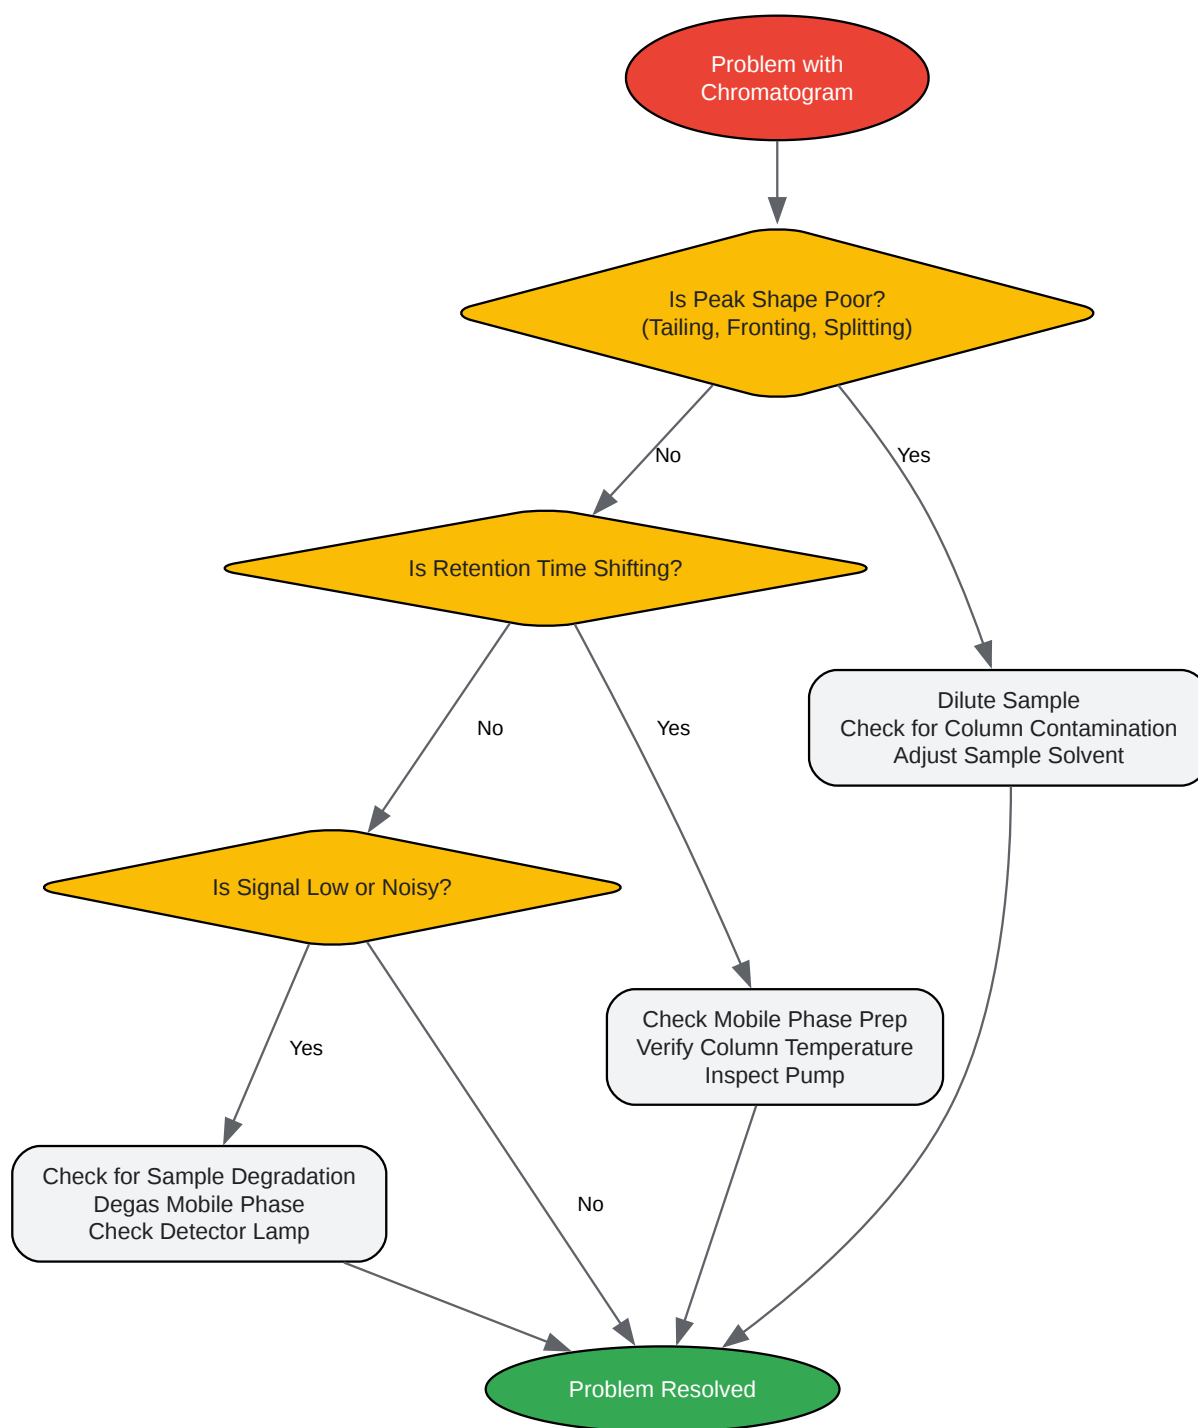 Problem with
Chromatogram
Is Peak Shape Poor?
(Tailing, Fronting, Splitting)
No
Yes
Is Retention Time Shifting?
Dilute Sample
Check for Column Contamination
Adjust Sample Solvent
No
Yes
Is Signal Low or Noisy?
Check Mobile Phase Prep
Verify Column Temperature
Inspect Pump
Yes
Check for Sample Degradation
Degas Mobile Phase
Check Detector Lamp
No
Problem Resolved